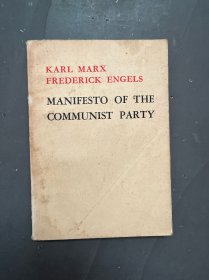 KARL MARX
FREDERICK ENGELS
MANIFESTO OF THE
COMMUNIST PARTY